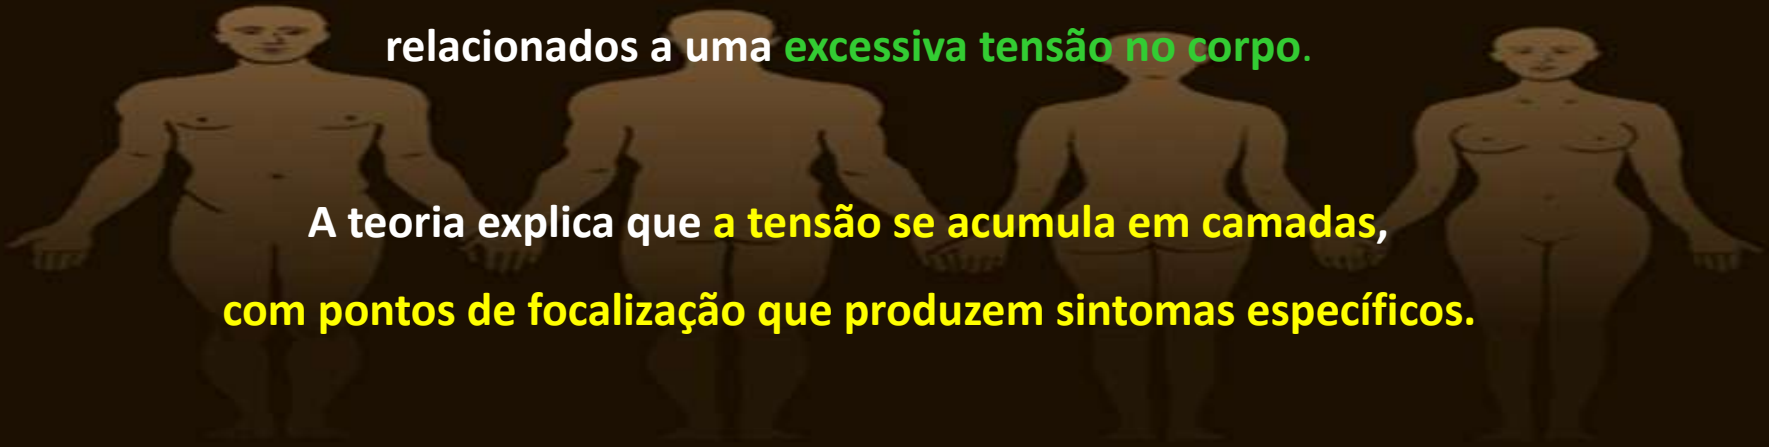 relacionados a uma excessiva tensão no corpo.
A teoria explica que a tensão se acumula em camadas,
com pontos de focalização que produzem sintomas específicos.